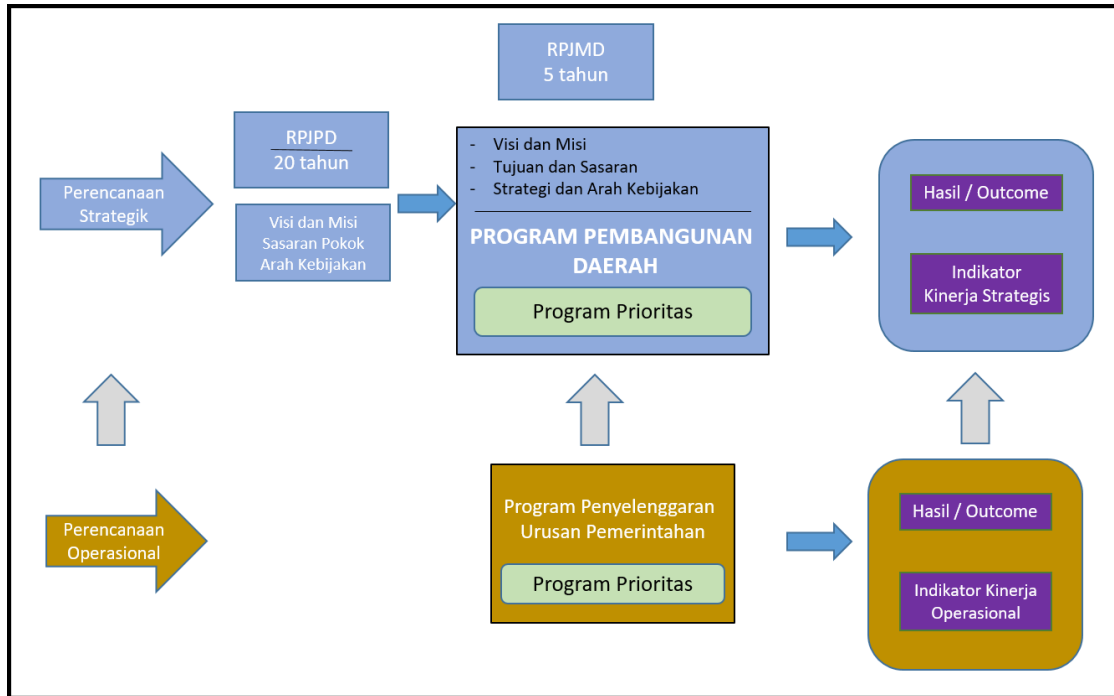 RPJMD
5 tahun
RPJPD
20 tahun
Perencanaan
Strategik
Visi dan Misi
Sasaran Pokok
Arah Kebijakan
- Visi dan Misi
- Tujuan dan Sasaran
- Strategi dan Arah Kebijakan
PROGRAM PEMBANGUNAN
DAERAH
Program Prioritas
Hasil / Outcome
Indikator
Kinerja Strategis
Perencanaan
Operasional
Program Penyelenggaran
Urusan Pemerintahan
Program Prioritas
Hasil / Outcome
Indikator Kinerja
Operasional